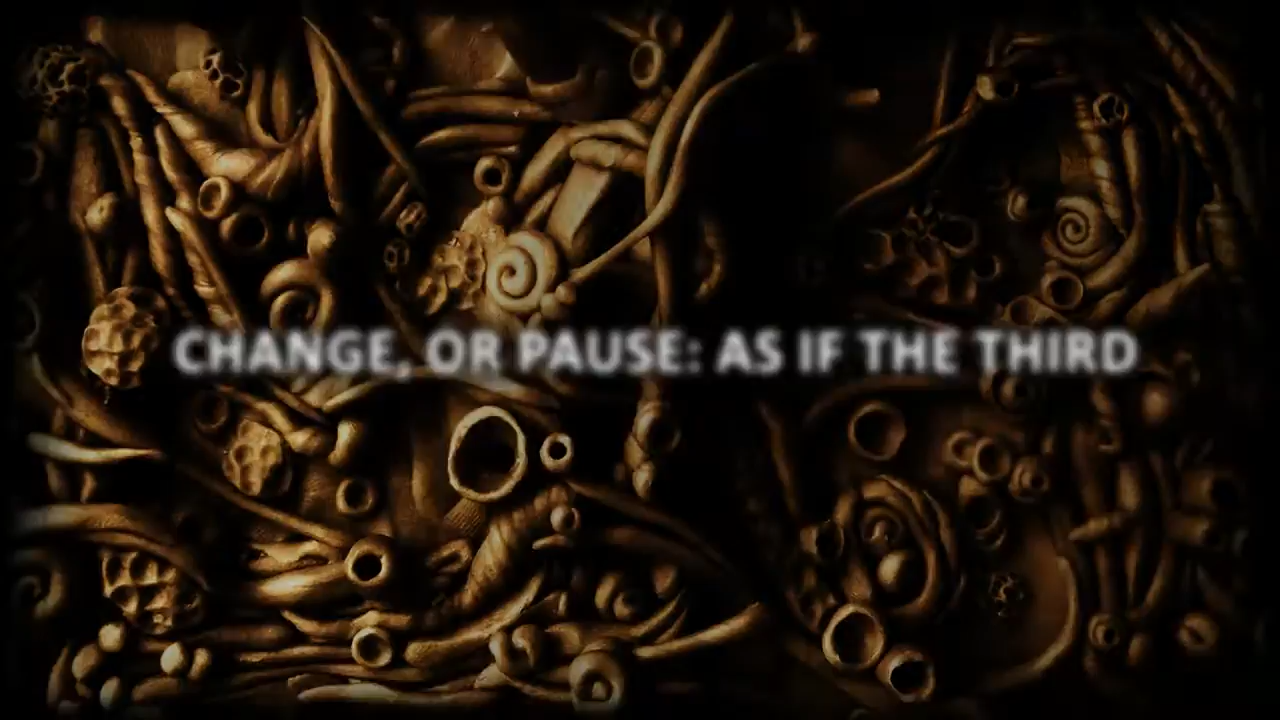 CHANGE, OR PAUSE: AS IF THE THIRD